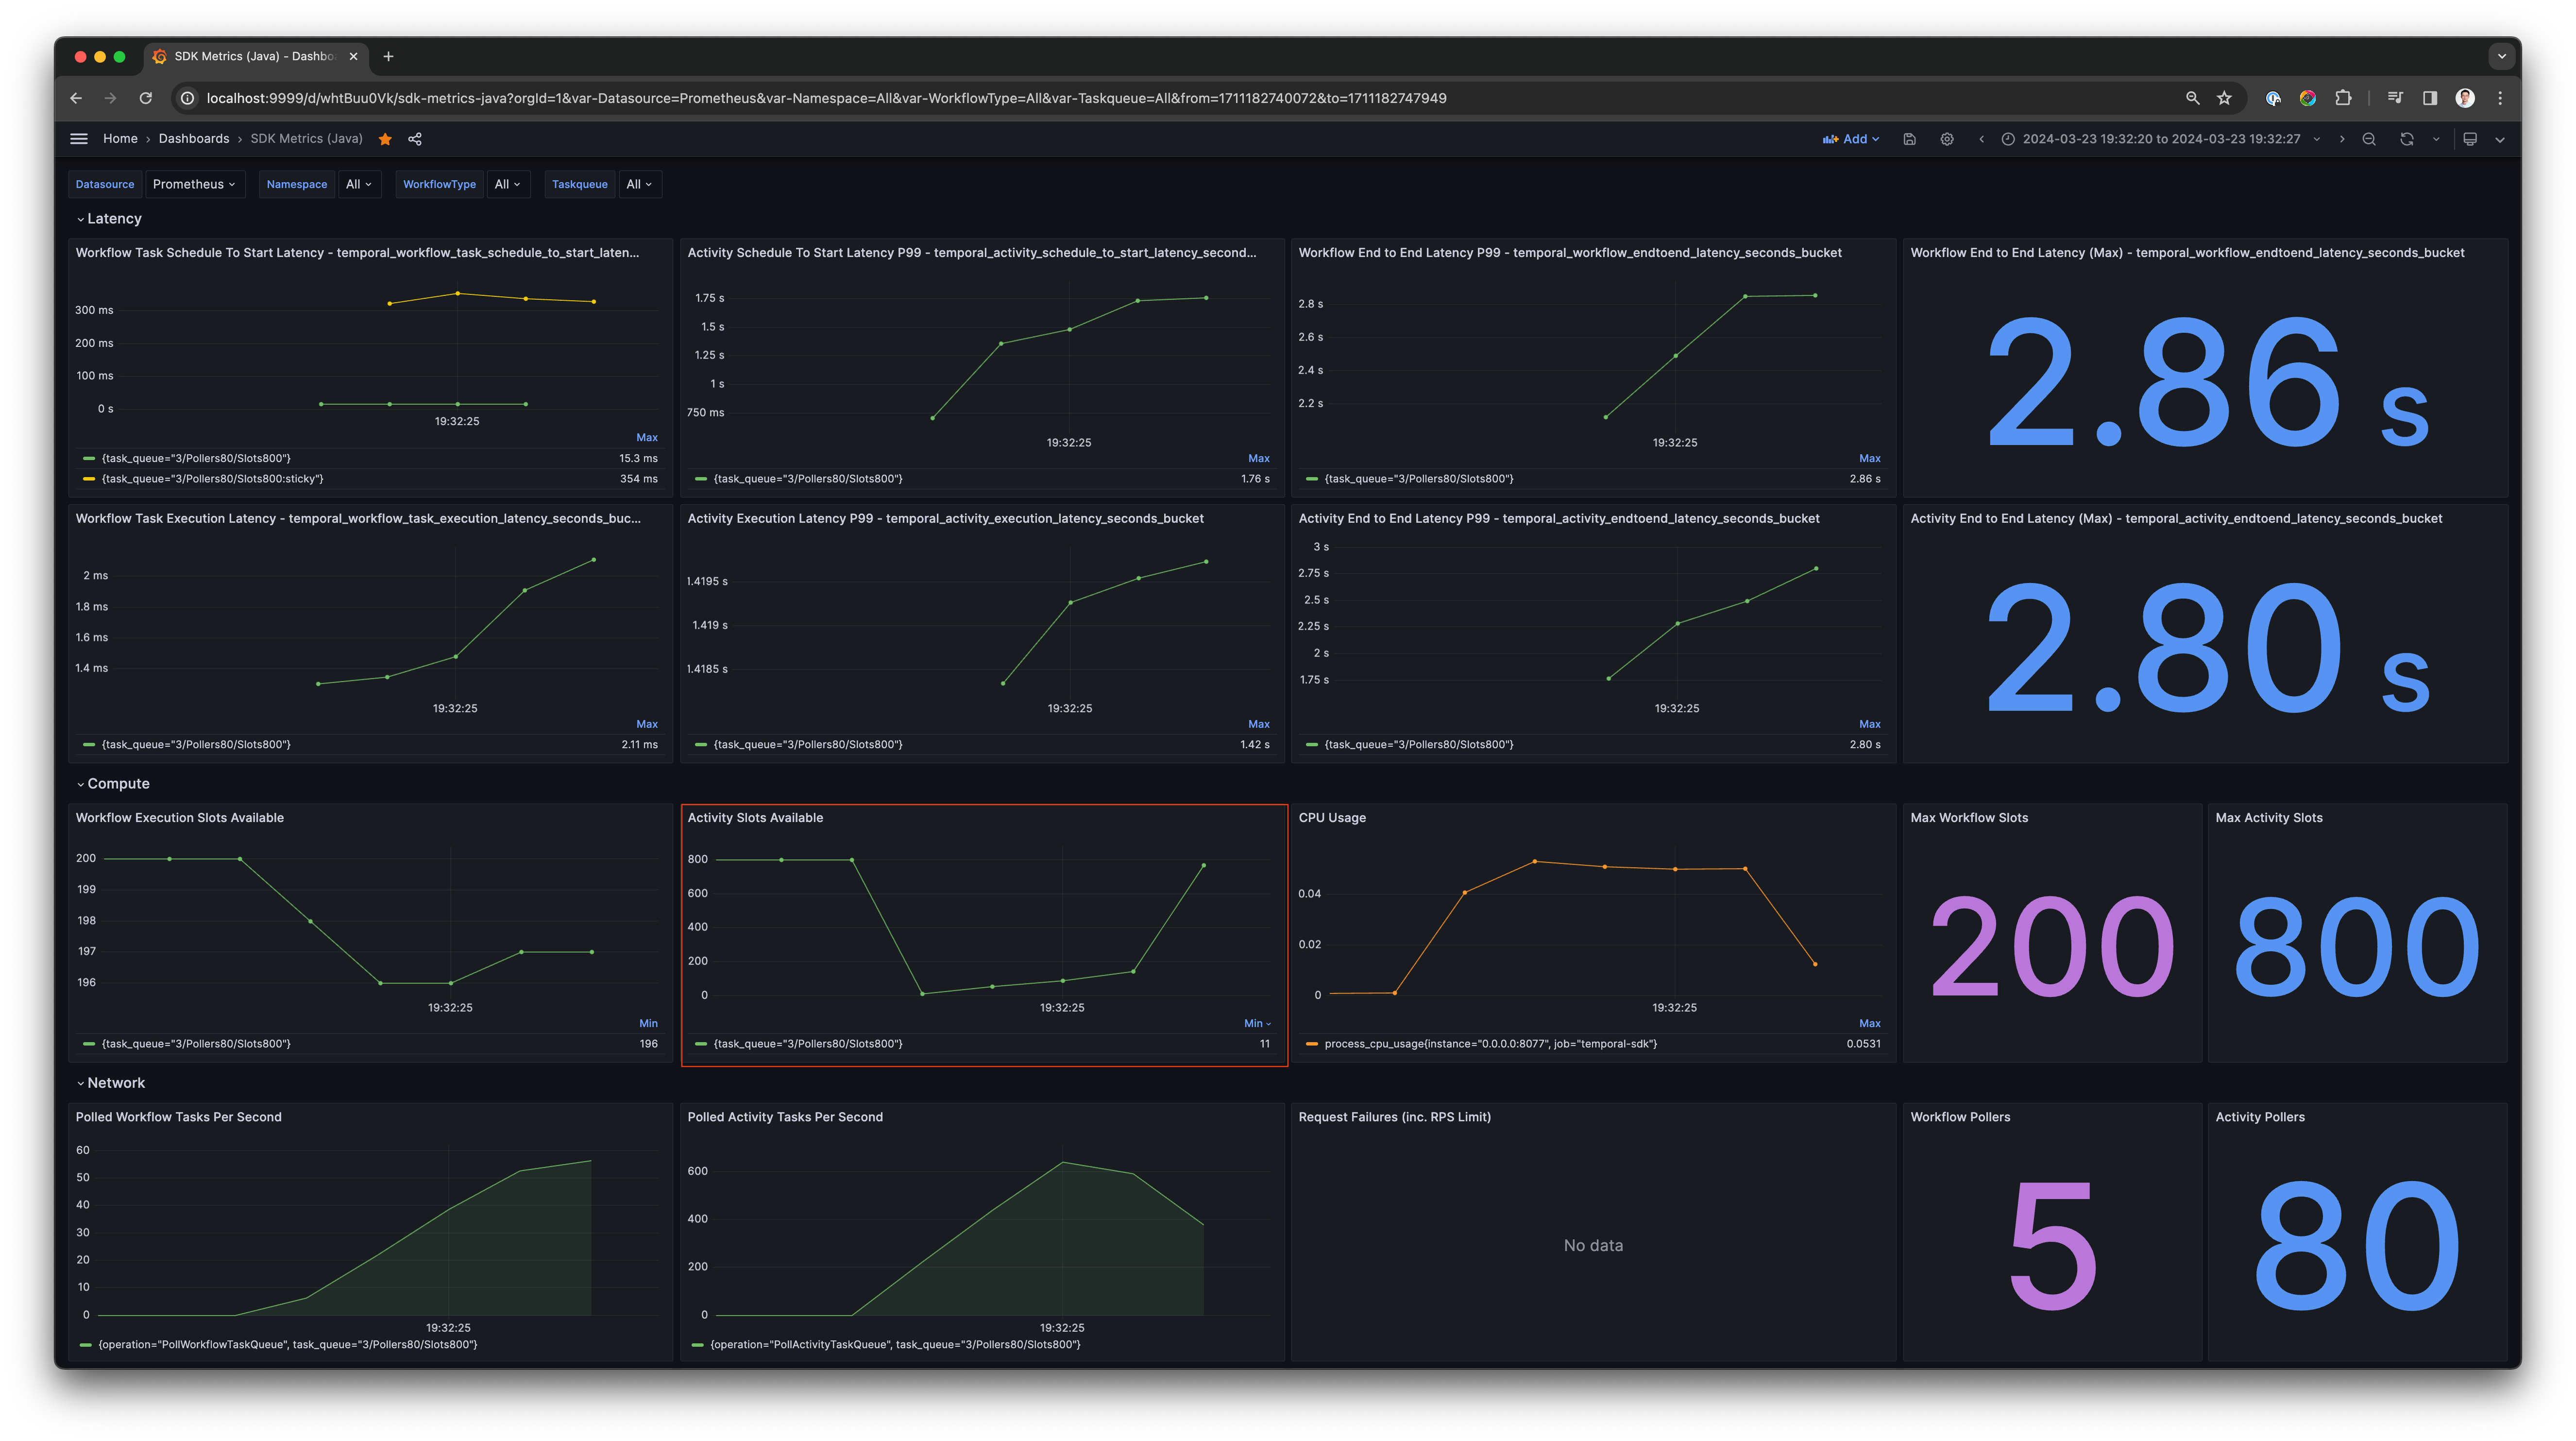 SDK Metrics (Java) - Dashbo
localhost:9999/d/whtBuu0Vk/sdk-metrics-java?orgId=1&var-Datasource=Prometheus&var-Namespace=All&var-WorkflowType=All&var-Taskqueue=All&from=1711182740072&to=1711182747949
Home › Dashboards › SDK Metrics (Java)
Add
2024-03-23 19:32:20 to 2024-03-23 19:32:27
Datasource Prometheus Namespace All WorkflowType All Taskqueue All
Latency
Workflow Task Schedule To Start Latency - temporal_workflow_task_schedule_to_start_laten...
300 ms
200 ms
100 ms
0 s
19:32:25
Max
{task_queue="3/Pollers80/Slots800"} 15.3 ms
{task_queue="3/Pollers80/Slots800:sticky"} 354 ms
Activity Schedule To Start Latency P99 - temporal_activity_schedule_to_start_latency_second...
1.75 s
1.5 s
1.25 s
1 s
750 ms
19:32:25
Max
{task_queue="3/Pollers80/Slots800"} 1.76 s
Workflow End to End Latency P99 - temporal_workflow_endtoend_latency_seconds_bucket
2.8 s
2.6 s
2.4 s
2.2 s
19:32:25
Max
{task_queue="3/Pollers80/Slots800"} 2.86 s
Workflow End to End Latency (Max) - temporal_workflow_endtoend_latency_seconds_bucket
2.86 s
Workflow Task Execution Latency - temporal_workflow_task_execution_latency_seconds_buc...
2 ms
1.8 ms
1.6 ms
1.4 ms
19:32:25
Max
{task_queue="3/Pollers80/Slots800"} 2.11 ms
Activity Execution Latency P99 - temporal_activity_execution_latency_seconds_bucket
1.4195 s
1.419 s
1.4185 s
19:32:25
Max
{task_queue="3/Pollers80/Slots800"} 1.42 s
Activity End to End Latency P99 - temporal_activity_endtoend_latency_seconds_bucket
3 s
2.75 s
2.5 s
2.25 s
2 s
1.75 s
19:32:25
Max
{task_queue="3/Pollers80/Slots800"} 2.80 s
Activity End to End Latency (Max) - temporal_activity_endtoend_latency_seconds_bucket
2.80 s
Compute
Workflow Execution Slots Available
200
199
198
197
196
19:32:25
Min
{task_queue="3/Pollers80/Slots800"} 196
Activity Slots Available
800
600
400
200
0
19:32:25
Min
{task_queue="3/Pollers80/Slots800"} 11
CPU Usage
0.04
0.02
0
19:32:25
Max
process_cpu_usage{instance="0.0.0.0:8077", job="temporal-sdk"} 0.0531
Max Workflow Slots
200
Max Activity Slots
800
Network
Polled Workflow Tasks Per Second
60
50
40
30
20
10
0
19:32:25
{operation="PollWorkflowTaskQueue", task_queue="3/Pollers80/Slots800"}
Polled Activity Tasks Per Second
600
400
200
0
19:32:25
{operation="PollActivityTaskQueue", task_queue="3/Pollers80/Slots800"}
Request Failures (inc. RPS Limit)
No data
Workflow Pollers
5
Activity Pollers
80